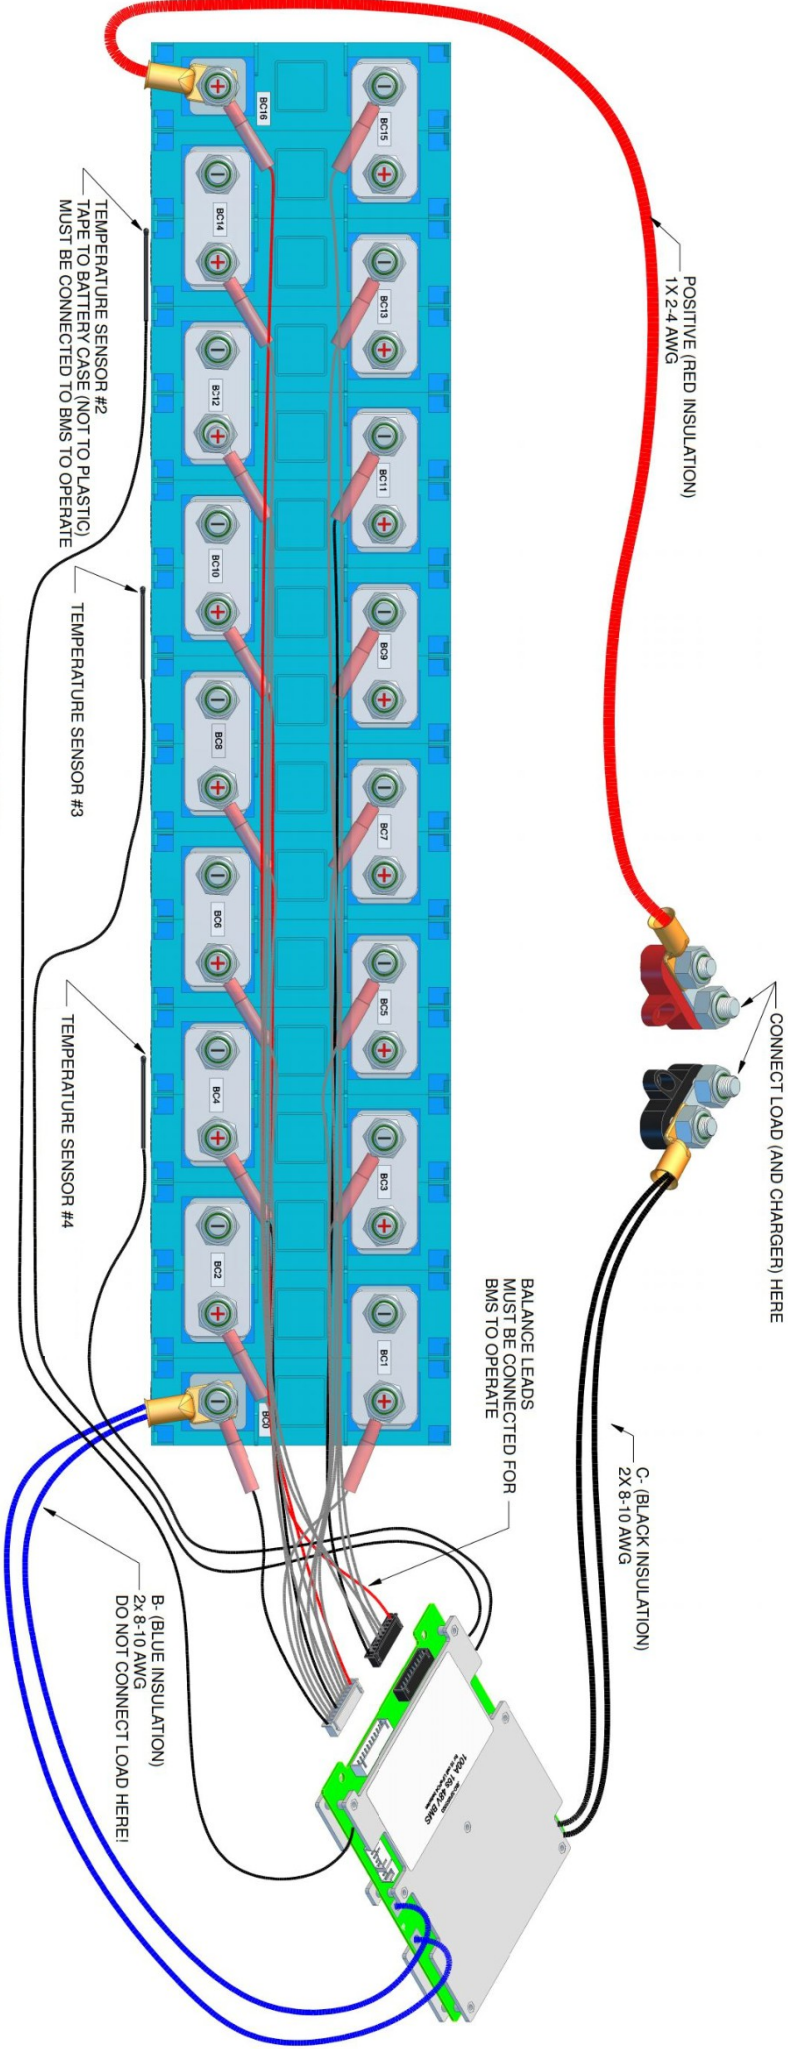 POSITIVE (RED INSULATION)
1X 2-4 AWG
CONNECT LOAD (AND CHARGER) HERE
C- (BLACK INSULATION)
2X 8-10 AWG
BALANCE LEADS
MUST BE CONNECTED FOR
BMS TO OPERATE
BC15
BC13
BC11
BC9
BC7
BC5
BC3
BC1
BC16
BC14
BC12
BC10
BC8
BC6
BC4
BC2
BC0
TEMPERATURE SENSOR #2
TAPE TO BATTERY CASE (NOT TO PLASTIC)
MUST BE CONNECTED TO BMS TO OPERATE
TEMPERATURE SENSOR #3
TEMPERATURE SENSOR #4
B- (BLUE INSULATION)
2x 8-10 AWG
DO NOT CONNECT LOAD HERE!
100A 16S 48V BMS